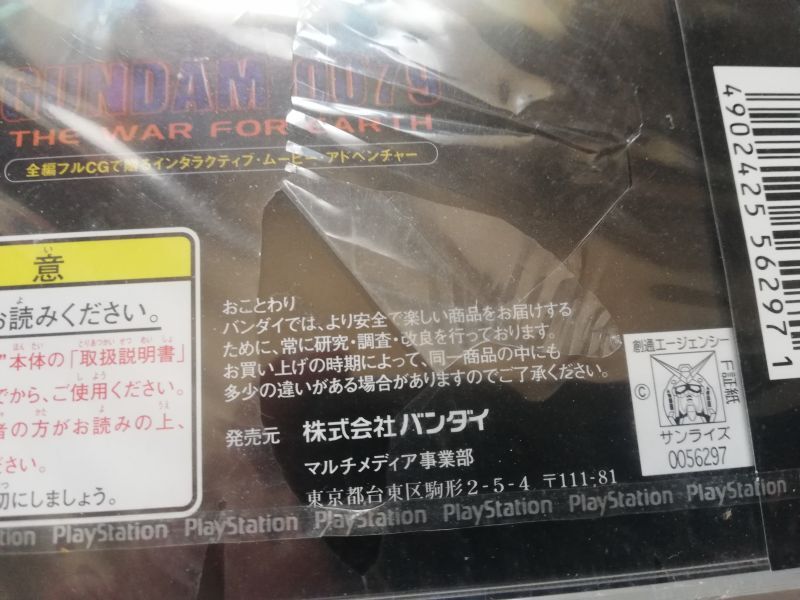 GUNDAM 0079
THE WAR FOR EARTH
全編フルCGで贈るインタラクティブ・ムービー・アドベンチャー
意
お読みください。
本体の「取扱説明書」
でから、ご使用ください。
者の方がお読みの上、
ださい。
切にしましょう。
おことわり
バンダイでは、より安全で楽しい商品をお届けする
ために、常に研究・調査・改良を行っております。
お買い上げの時期によって、同一商品の中にも
多少の違いがある場合がありますのでご了承ください。
発売元 株式会社バンダイ
マルチメディア事業部
東京都台東区駒形2-5-4 〒111-81
創通エージェンシー
F証紙
©
サンライズ
0056297
4902425562971
PlayStation PlayStation PlayStation PlayStation PlayStation PlayStation